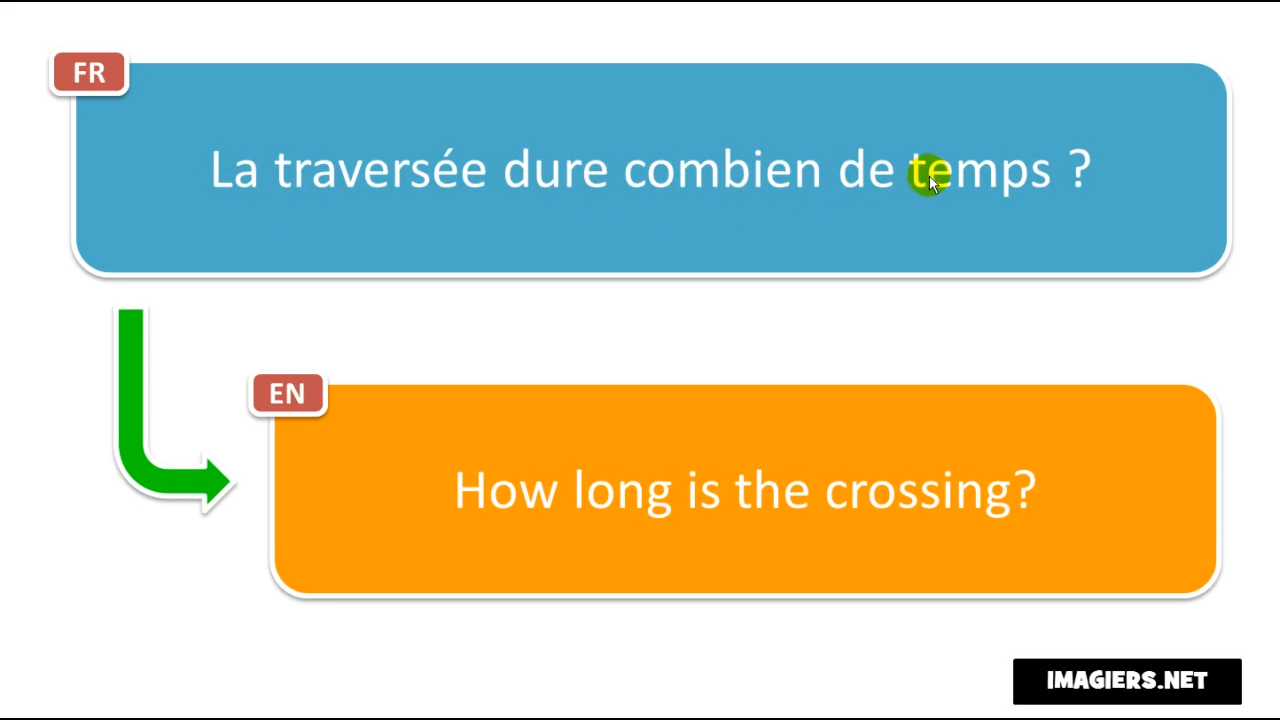 FR
La traversée dure combien de temps ?
EN
How long is the crossing?
IMAGIERS.NET